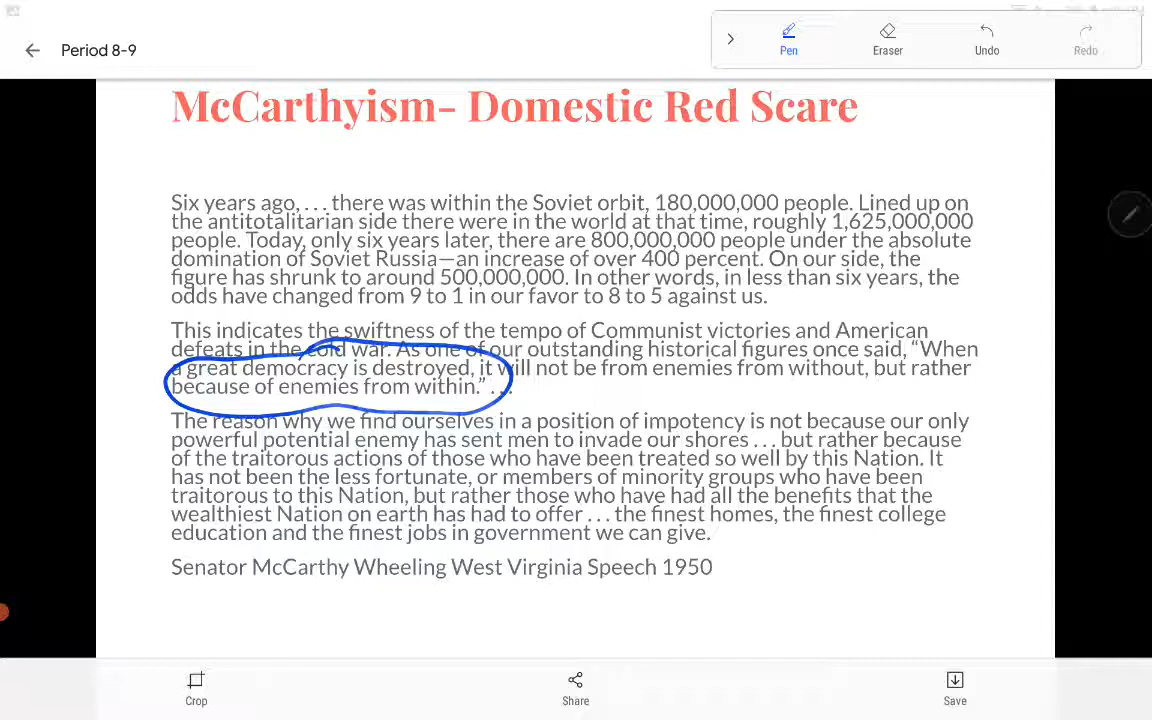 Period 8-9
Pen
Eraser
Undo
Redo
McCarthyism- Domestic Red Scare
Six years ago, . . . there was within the Soviet orbit, 180,000,000 people. Lined up on
the antitotalitarian side there were in the world at that time, roughly 1,625,000,000
people. Today, only six years later, there are 800,000,000 people under the absolute
domination of Soviet Russia—an increase of over 400 percent. On our side, the
figure has shrunk to around 500,000,000. In other words, in less than six years, the
odds have changed from 9 to 1 in our favor to 8 to 5 against us.
This indicates the swiftness of the tempo of Communist victories and American
defeats in the cold war. As one of our outstanding historical figures once said, “When
a great democracy is destroyed, it will not be from enemies from without, but rather
because of enemies from within.” . . .
The reason why we find ourselves in a position of impotency is not because our only
powerful potential enemy has sent men to invade our shores . . . but rather because
of the traitorous actions of those who have been treated so well by this Nation. It
has not been the less fortunate, or members of minority groups who have been
traitorous to this Nation, but rather those who have had all the benefits that the
wealthiest Nation on earth has had to offer . . . the finest homes, the finest college
education and the finest jobs in government we can give.
Senator McCarthy Wheeling West Virginia Speech 1950
Crop
Share
Save